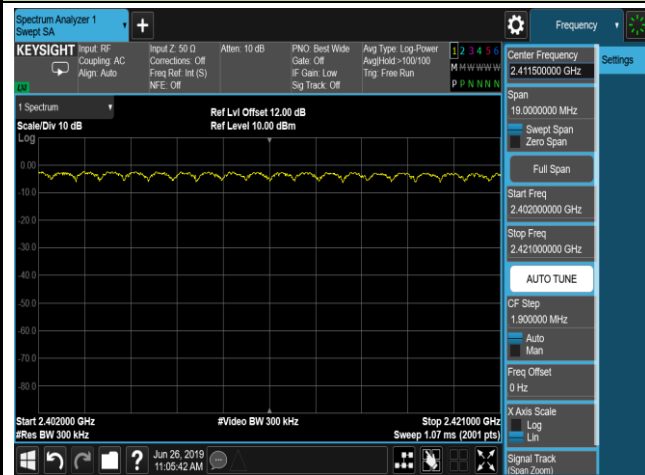 Spectrum Analyzer 1
Swept SA
Frequency
KEYSIGHT
Input: RF
Coupling: AC
Align: Auto
Input Z: 50 Ω
Corrections: Off
Freq Ref: Int (S)
NFE: Off
Atten: 10 dB
PNO: Best Wide
Gate: Off
IF Gain: Low
Sig Track: Off
Avg Type: Log-Power
Avg|Hold:>100/100
Trig: Free Run
1 2 3 4 5 6
M M W W W W
P P N N N N
LXI
1 Spectrum
Scale/Div 10 dB
Log
Ref Lvl Offset 12.00 dB
Ref Level 10.00 dBm
0.00
-10.0
-20.0
-30.0
-40.0
-50.0
-60.0
-70.0
-80.0
Start 2.402000 GHz
#Res BW 300 kHz
#Video BW 300 kHz
Stop 2.421000 GHz
Sweep 1.07 ms (2001 pts)
Jun 26, 2019
11:05:42 AM
Center Frequency
2.411500000 GHz
Settings
Span
19.0000000 MHz
Swept Span
Zero Span
Full Span
Start Freq
2.402000000 GHz
Stop Freq
2.421000000 GHz
AUTO TUNE
CF Step
1.900000 MHz
Auto
Man
Freq Offset
0 Hz
X Axis Scale
Log
Lin
Signal Track
(Span Zoom)